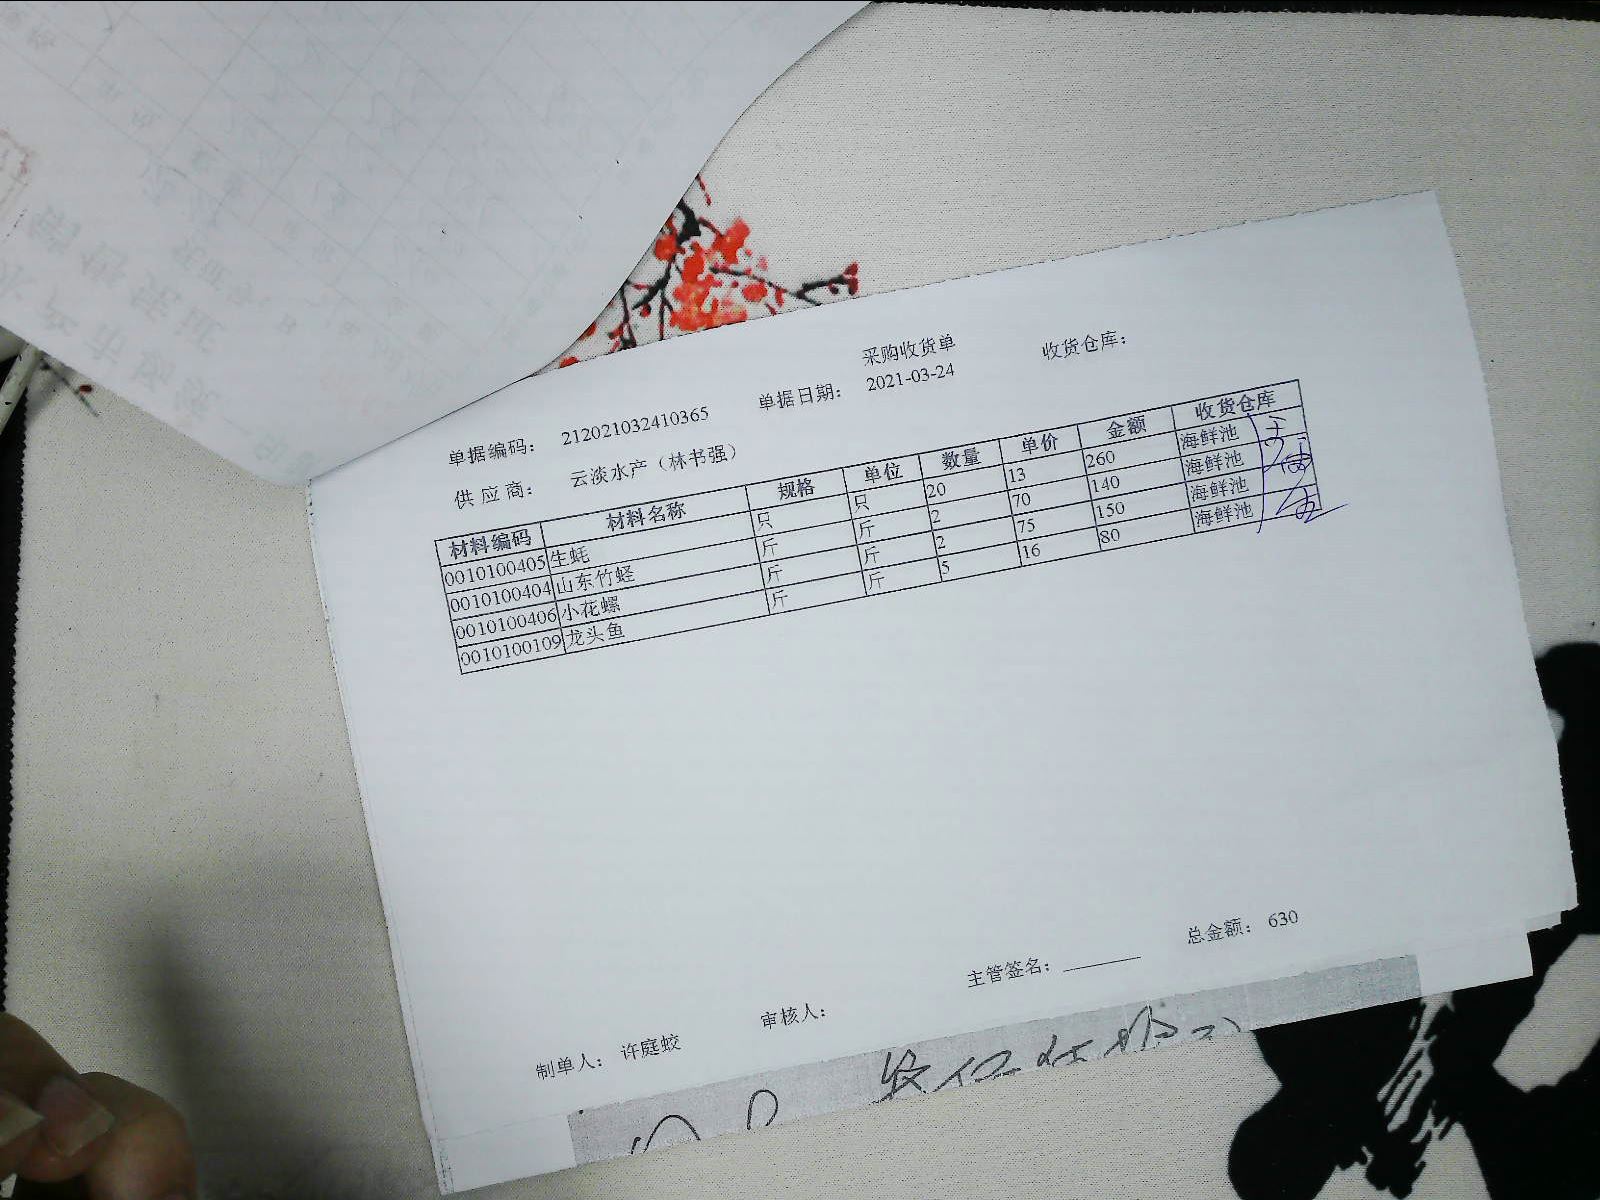 采购收货单
单据编码： 212021032410365 单据日期： 2021-03-24 收货仓库：
供 应 商： 云淡水产（林书强）
材料编码 材料名称 规格 单位 数量 单价 金额 收货仓库
0010100405 生蚝 只 只 20 13 260 海鲜池
0010100404 山东竹蛏 斤 斤 2 70 140 海鲜池
0010100406 小花螺 斤 斤 2 75 150 海鲜池
0010100109 龙头鱼 斤 斤 5 16 80 海鲜池
总金额： 630
制单人： 许庭蛟 审核人： 主管签名：